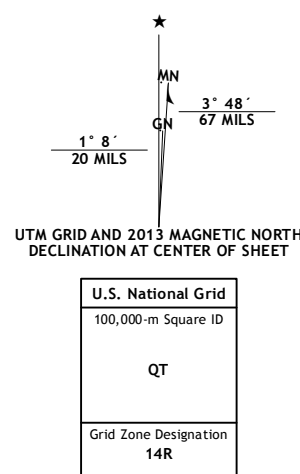 ★
MN
GN
3° 48´
67 MILS
1° 8´
20 MILS
UTM GRID AND 2013 MAGNETIC NORTH
DECLINATION AT CENTER OF SHEET
U.S. National Grid
100,000-m Square ID
QT
Grid Zone Designation
14R